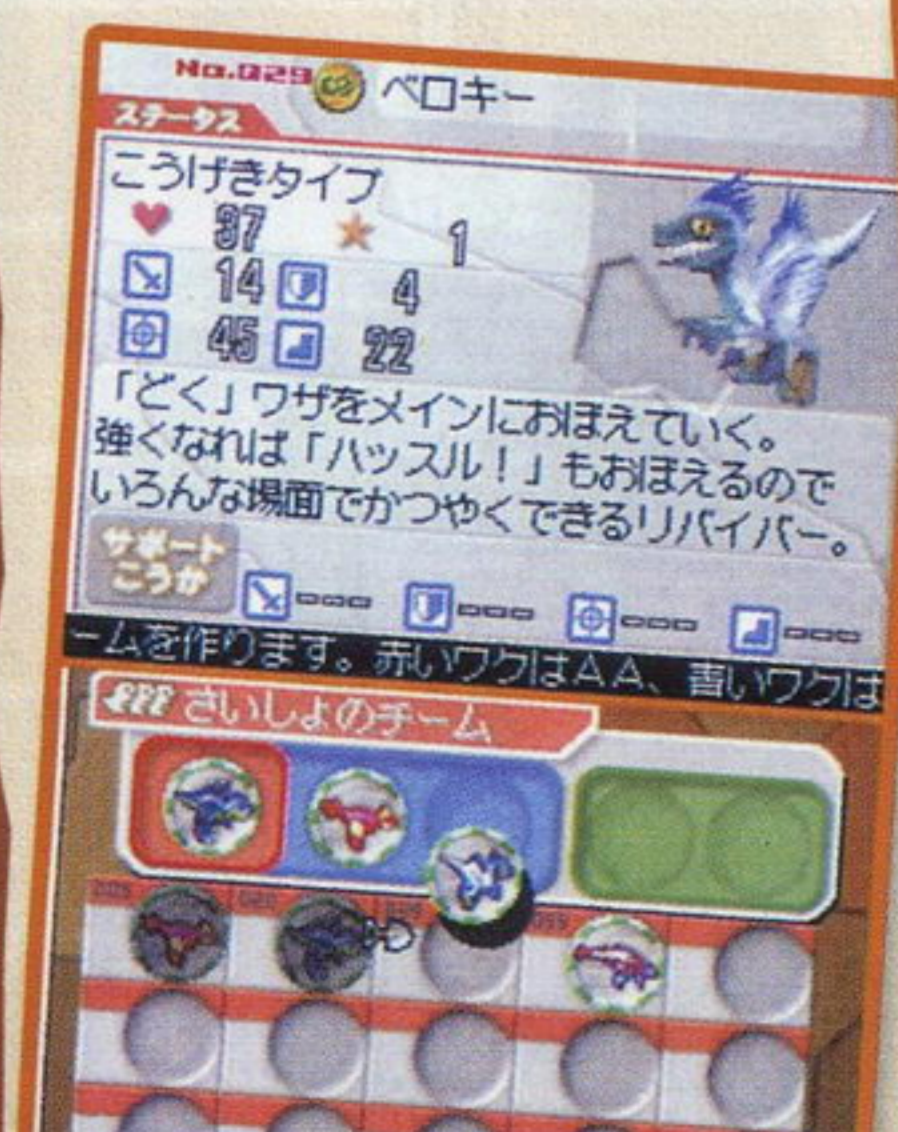 No.029 ベロキー
ステータス
こうげきタイプ
37 1
14 4
45 22
「どく」ワザをメインにおぼえていく。
強くなれば「ハッスル！」もおぼえるので
いろんな場面でかつやくできるリバイバー。
サポート
こうか
--- --- --- ---
ームを作ります。赤いワクはAA、青いワクは
さいしょのチーム